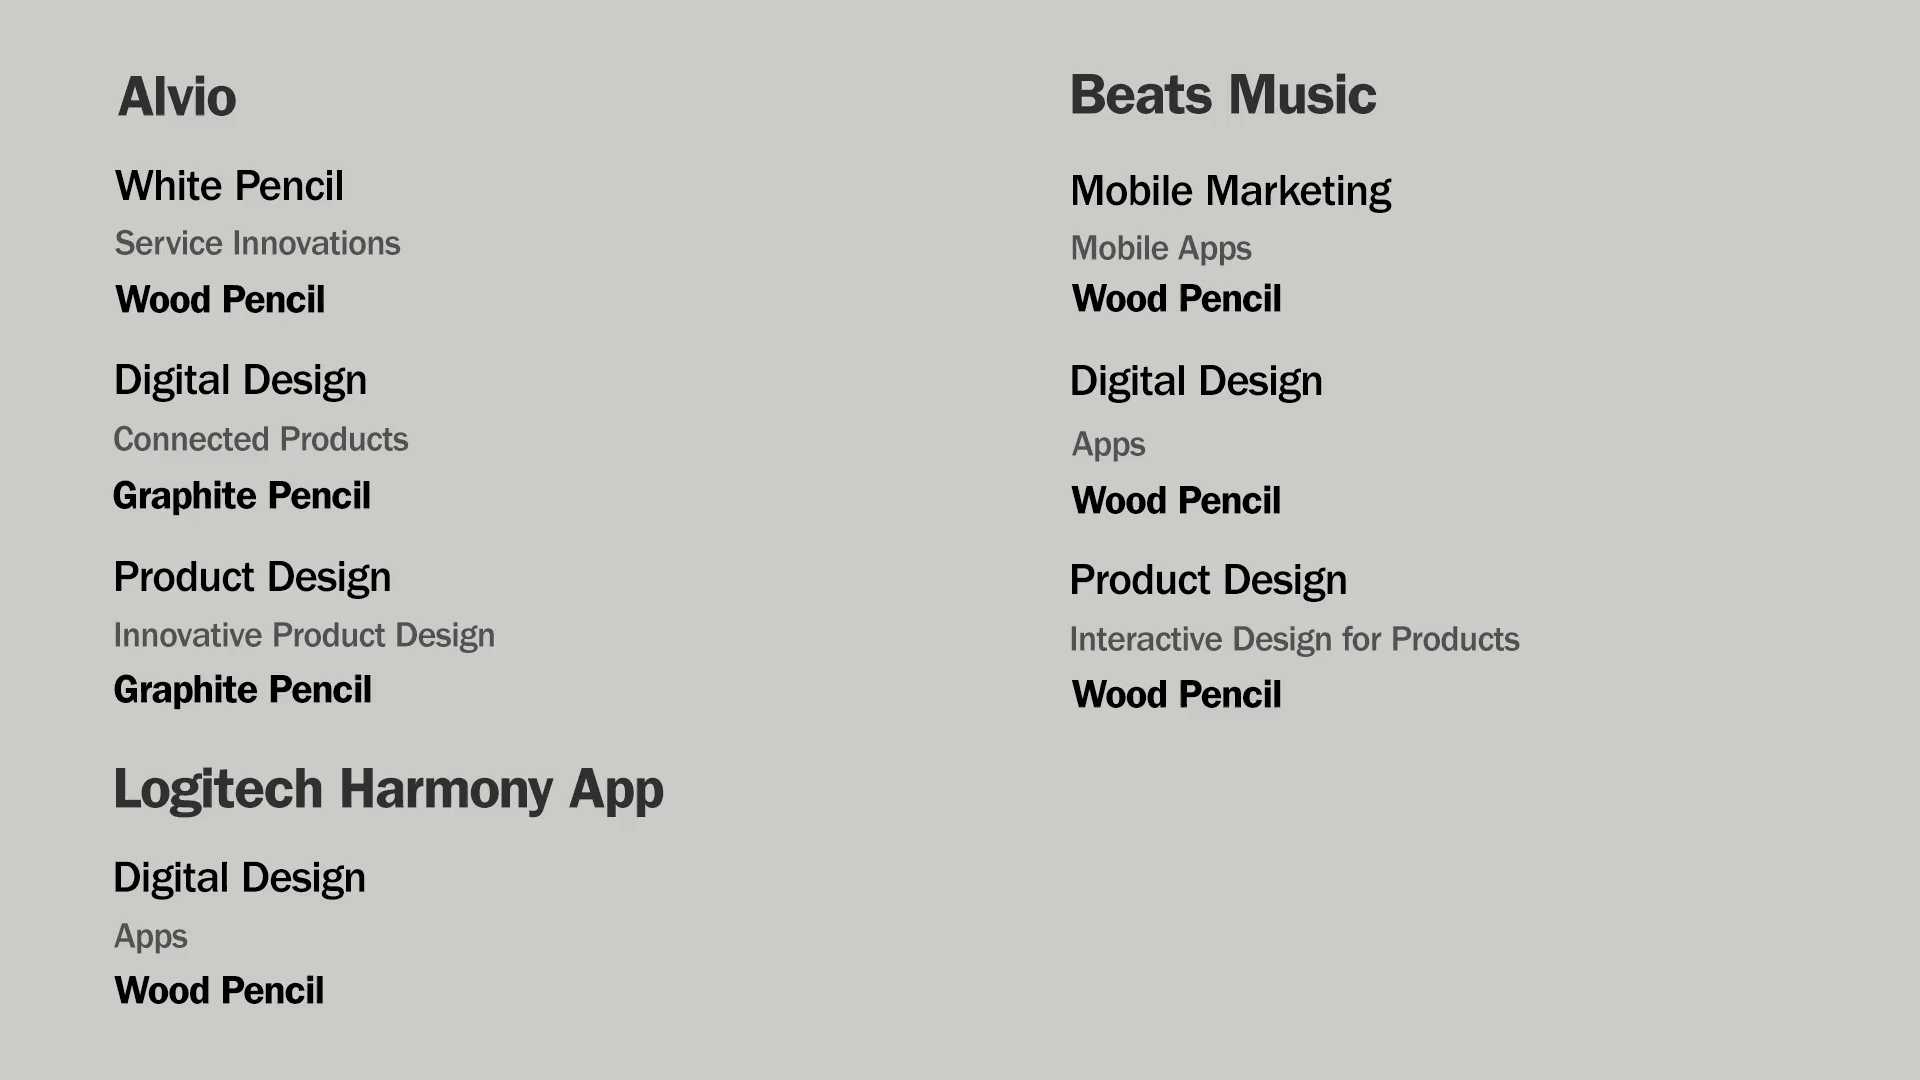 Alvio
White Pencil
Service Innovations
Wood Pencil
Digital Design
Connected Products
Graphite Pencil
Product Design
Innovative Product Design
Graphite Pencil
Logitech Harmony App
Digital Design
Apps
Wood Pencil
Beats Music
Mobile Marketing
Mobile Apps
Wood Pencil
Digital Design
Apps
Wood Pencil
Product Design
Interactive Design for Products
Wood Pencil